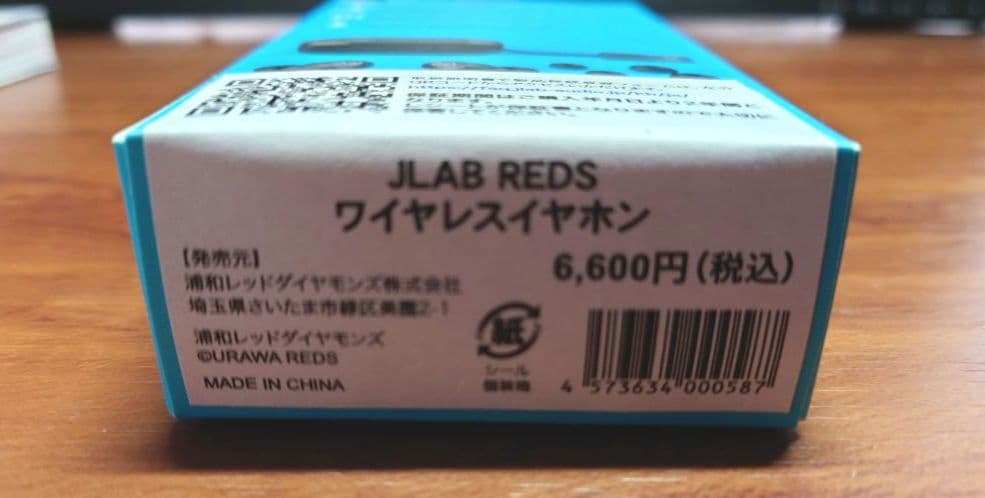 JLAB REDS
ワイヤレスイヤホン
6,600円(税込)
【発売元】
浦和レッドダイヤモンズ株式会社
埼玉県さいたま市緑区美園2-1
浦和レッドダイヤモンズ
©URAWA REDS
MADE IN CHINA
紙
シール
個装箱
4 573634 000587